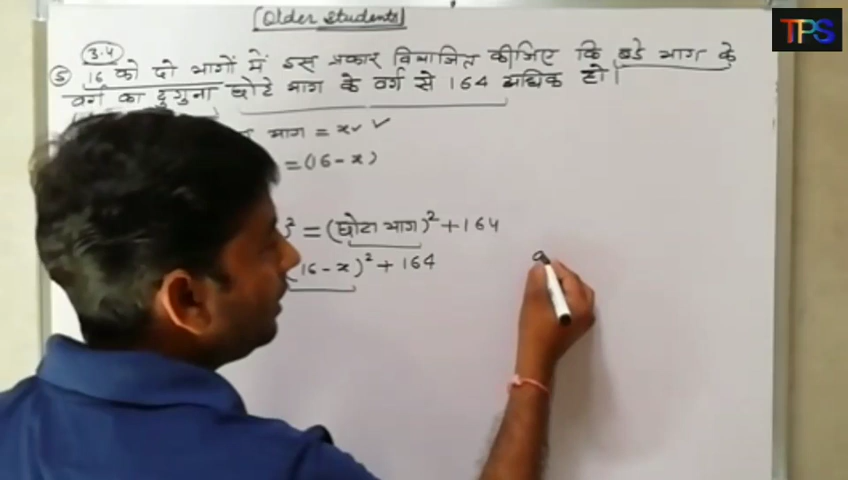 Older students
TPS
3.4
⑤ 16 को दो भागों में इस प्रकार विभाजित कीजिए कि बडे भाग के
वर्ग का दुगुना छोटे भाग के वर्ग से 164 अधिक हो।
भाग = x
= (16 - x)
² = (छोटा भाग)² + 164
(16 - x)² + 164